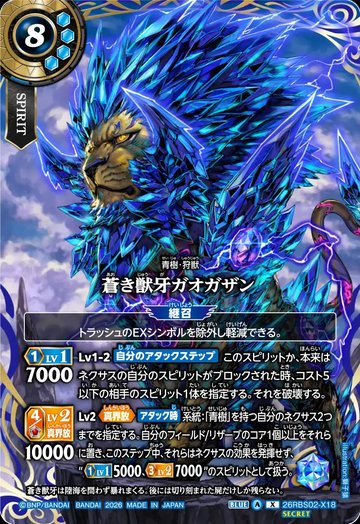 8
SPIRIT
青樹・狩獣
蒼き獣牙ガオガザン
継召
トラッシュのEXシンボルを除外し軽減できる。
1 LV1 7000
Lv1-2 自分のアタックステップ このスピリットか、本来は
ネクサスの自分のスピリットがブロックされた時、コスト5
以下の相手のスピリット1体を指定する。それを破壊する。
4 LV2 真界放 10000
Lv2 真界放 アタック時 系統:「青樹」を持つ自分のネクサス2つ
までを指定する。自分のフィールド/リザーブのコア1個以上をそれら
に置き、このステップ中、それらはネクサスの効果を発揮せず、
"1 LV1 5000、3 LV2 7000"のスピリットとして扱う。
蒼き獣牙は陸海を問わず暴れまくる。後には切り刻まれた屍だけしか残らない。
©BNP/BANDAI BANDAI 2026 MADE IN JAPAN BLUE A X 26RBS02-X18
SECRET